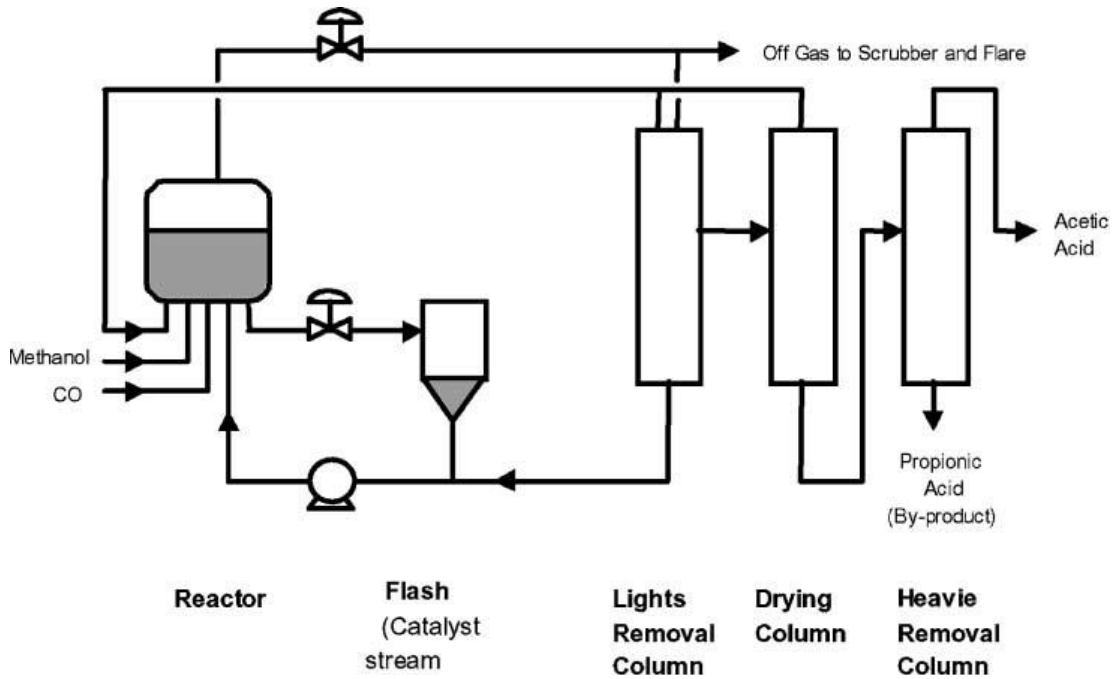 Off Gas to Scrubber and Flare
Acetic
Acid
Methanol
CO
Propionic
Acid
(By-product)
Reactor
Flash
(Catalyst
stream
Lights
Removal
Column
Drying
Column
Heavie
Removal
Column